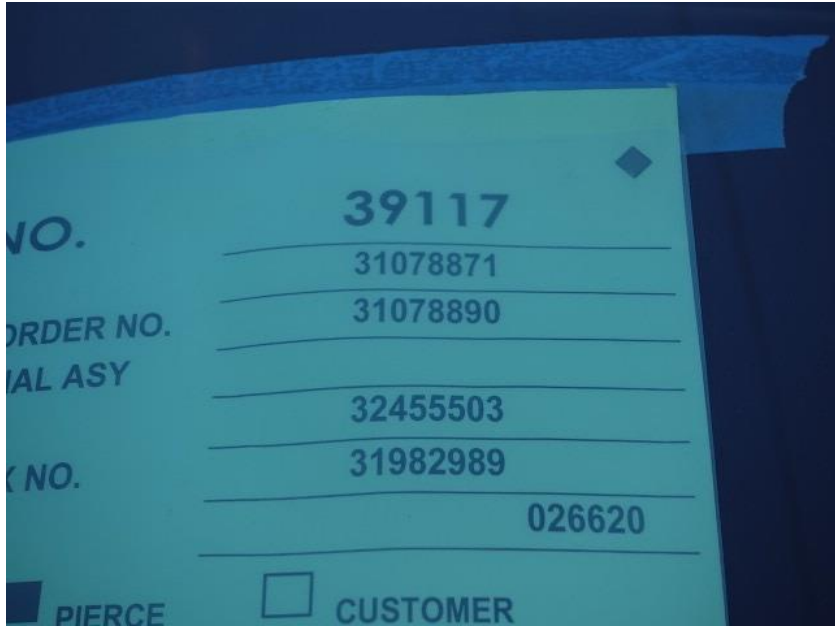 NO. 39117
31078871
ORDER NO. 31078890
IAL ASY
32455503
K NO. 31982989
026620
PIERCE CUSTOMER